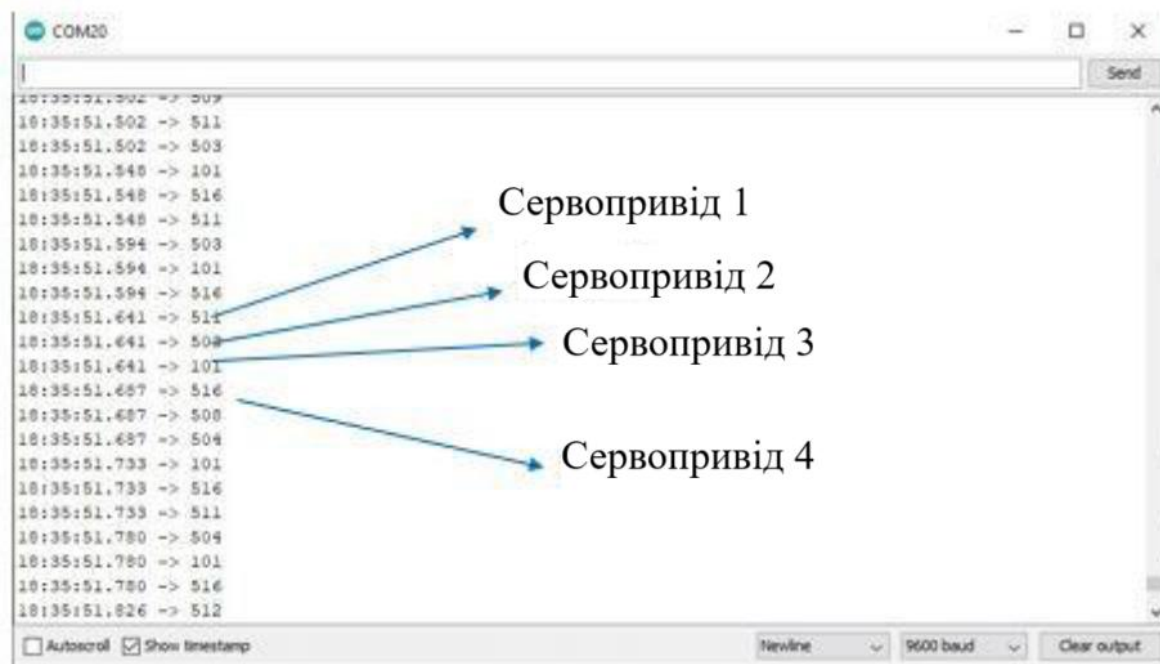 COM20
Send
18:35:51.502 -> 509
18:35:51.502 -> 511
18:35:51.502 -> 503
18:35:51.548 -> 101
18:35:51.548 -> 516
18:35:51.548 -> 511
18:35:51.594 -> 503
18:35:51.594 -> 101
18:35:51.594 -> 516
18:35:51.641 -> 511
18:35:51.641 -> 503
18:35:51.641 -> 101
18:35:51.687 -> 516
18:35:51.687 -> 508
18:35:51.687 -> 504
18:35:51.733 -> 101
18:35:51.733 -> 516
18:35:51.733 -> 511
18:35:51.780 -> 504
18:35:51.780 -> 101
18:35:51.780 -> 516
18:35:51.826 -> 512
Сервопривід 1
Сервопривід 2
Сервопривід 3
Сервопривід 4
Autoscroll Show timestamp Newline 9600 baud Clear output